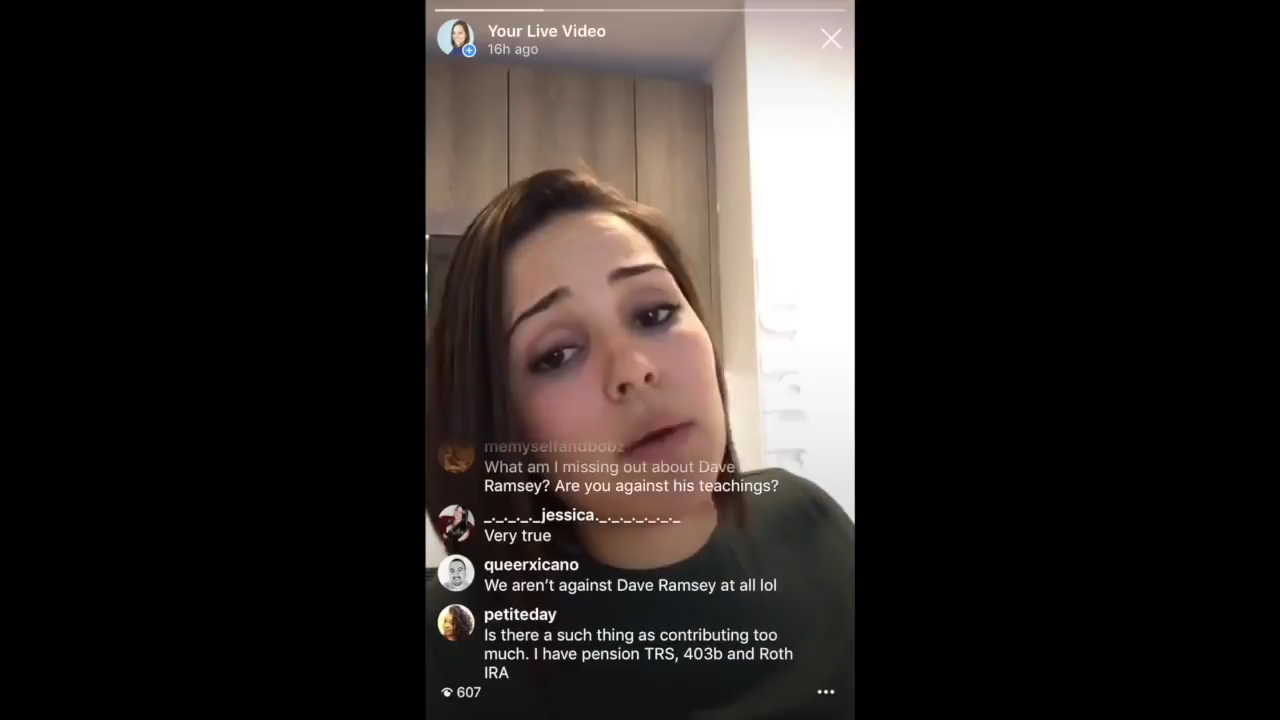 Your Live Video
16h ago
memyselfandbobz
What am I missing out about Dave
Ramsey? Are you against his teachings?
_._._._._jessica._._._._._._
Very true
queerxicano
We aren’t against Dave Ramsey at all lol
petiteday
Is there a such thing as contributing too
much. I have pension TRS, 403b and Roth
IRA
607